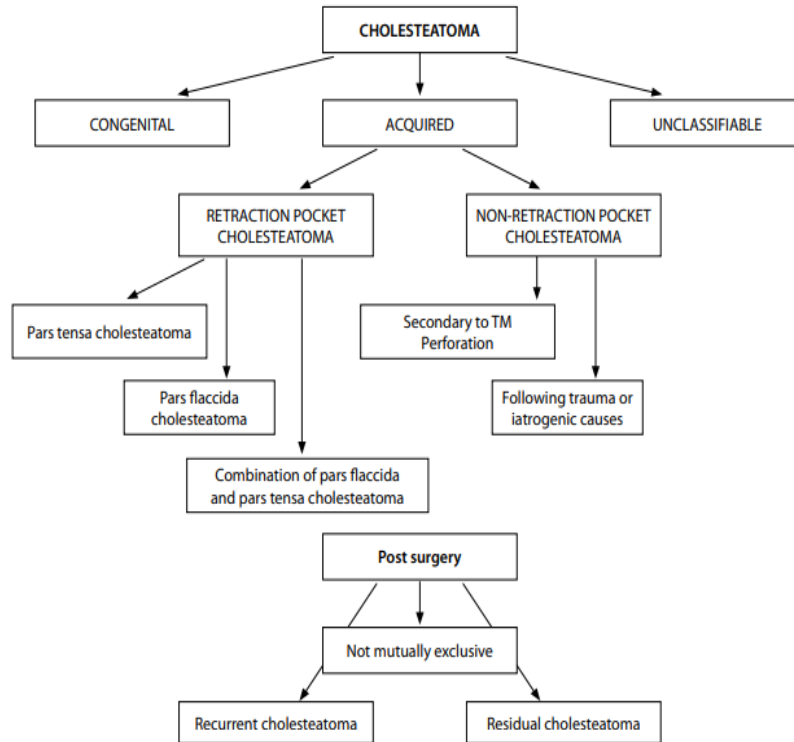 CHOLESTEATOMA
CONGENITAL
ACQUIRED
UNCLASSIFIABLE
RETRACTION POCKET
CHOLESTEATOMA
NON-RETRACTION POCKET
CHOLESTEATOMA
Pars tensa cholesteatoma
Secondary to TM
Perforation
Pars flaccida
cholesteatoma
Following trauma or
iatrogenic causes
Combination of pars flaccida
and pars tensa cholesteatoma
Post surgery
Not mutually exclusive
Recurrent cholesteatoma
Residual cholesteatoma